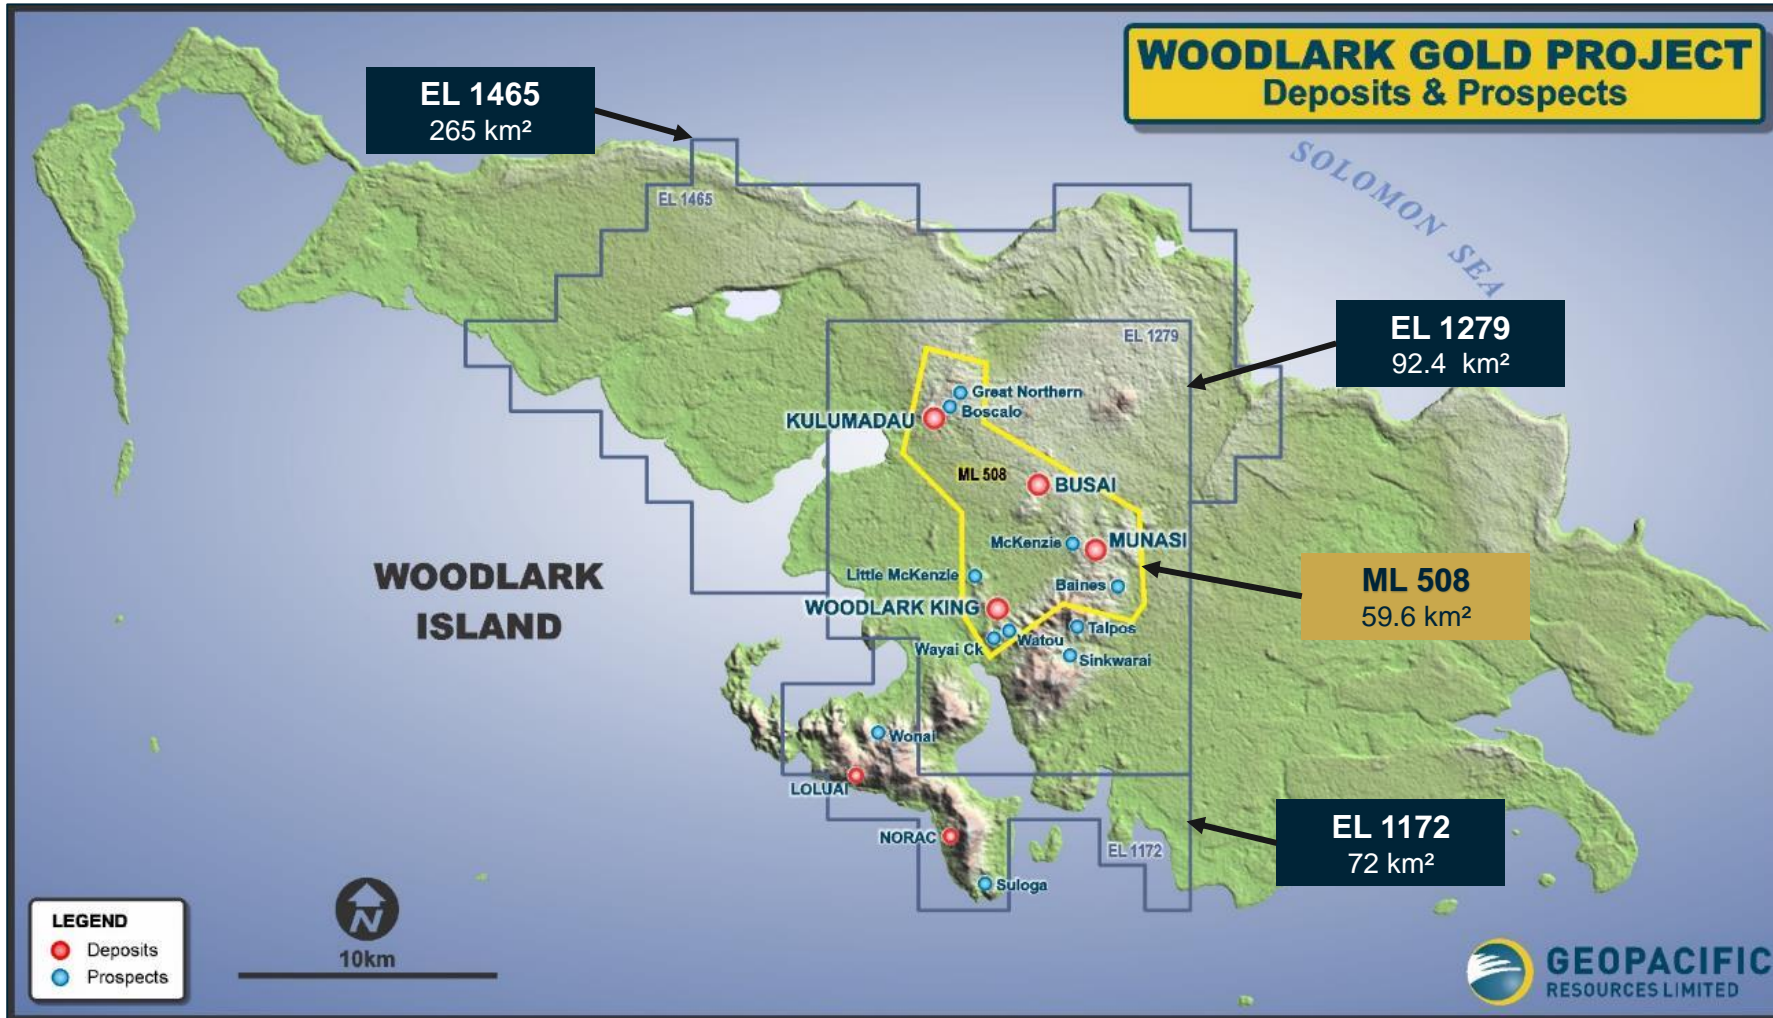 WOODLARK GOLD PROJECT
Deposits & Prospects
EL 1465
265 km²
SOLOMON SEA
EL 1465
EL 1279
92.4 km²
EL 1279
Great Northern
Boscalo
KULUMADAU
ML 508
BUSAI
McKenzie
MUNASI
Little McKenzie
Baines
ML 508
59.6 km²
WOODLARK
ISLAND
WOODLARK KING
Talpos
Watou
Wayai Ck
Sinkwarai
Wonai
LOLUAI
NORAC
EL 1172
72 km²
EL 1172
Suloga
LEGEND
Deposits
Prospects
N
10km
GEOPACIFIC
RESOURCES LIMITED